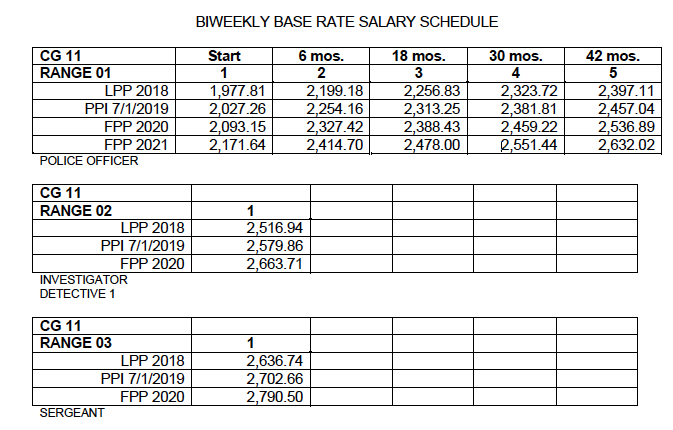 BIWEEKLY BASE RATE SALARY SCHEDULE
CG 11 Start 6 mos. 18 mos. 30 mos. 42 mos.
RANGE 01 1 2 3 4 5
LPP 2018 1,977.81 2,199.18 2,256.83 2,323.72 2,397.11
PPI 7/1/2019 2,027.26 2,254.16 2,313.25 2,381.81 2,457.04
FPP 2020 2,093.15 2,327.42 2,388.43 2,459.22 2,536.89
FPP 2021 2,171.64 2,414.70 2,478.00 2,551.44 2,632.02
POLICE OFFICER
CG 11
RANGE 02 1
LPP 2018 2,516.94
PPI 7/1/2019 2,579.86
FPP 2020 2,663.71
INVESTIGATOR
DETECTIVE 1
CG 11
RANGE 03 1
LPP 2018 2,636.74
PPI 7/1/2019 2,702.66
FPP 2020 2,790.50
SERGEANT